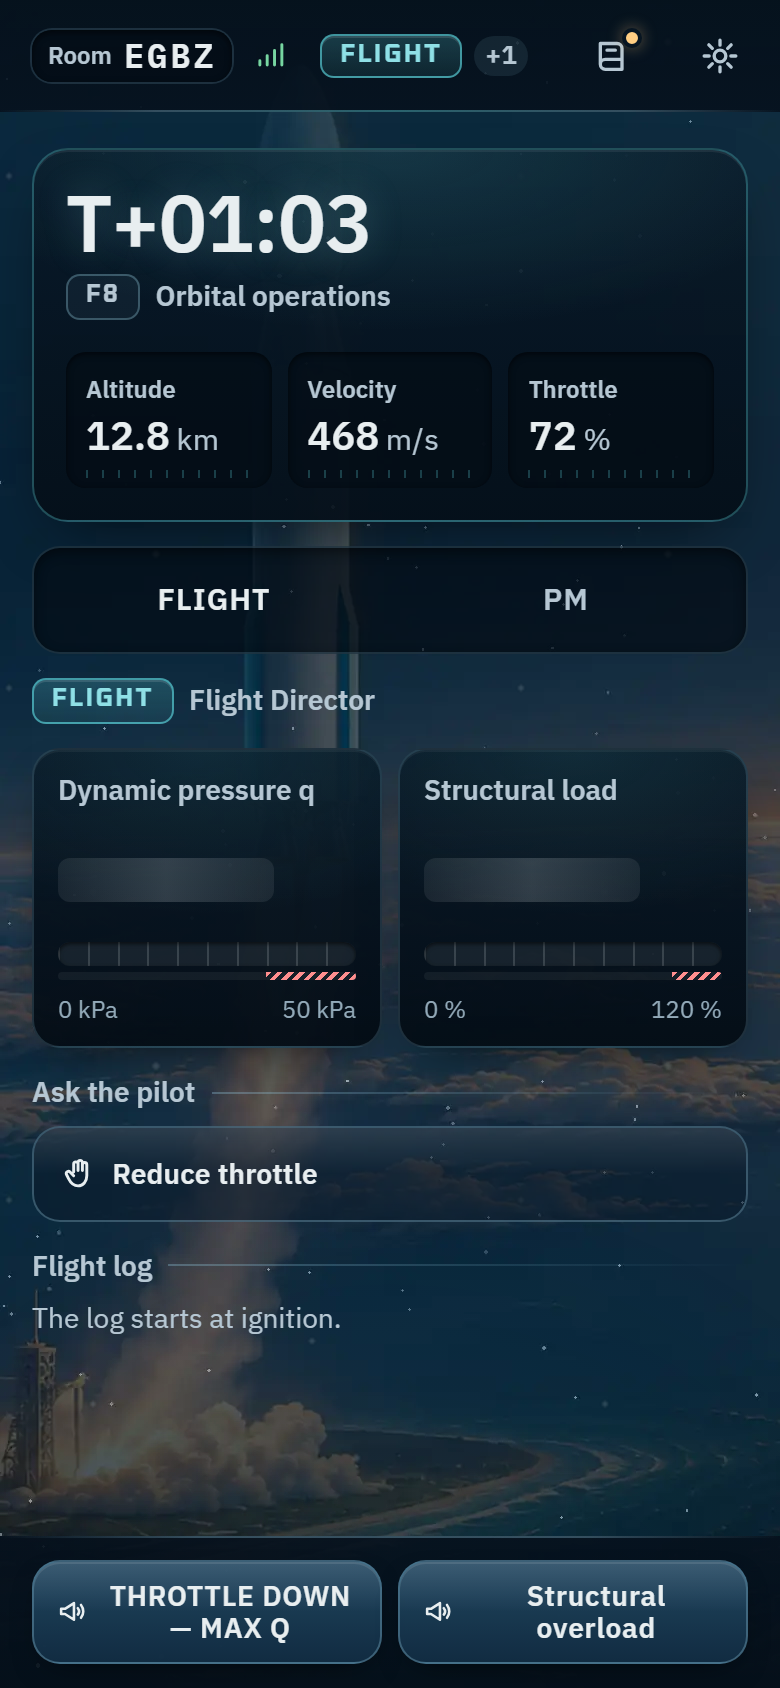 Room EGBZ FLIGHT +1
T+01:03
F8 Orbital operations
Altitude Velocity Throttle
12.8 km 468 m/s 72 %
FLIGHT PM
FLIGHT Flight Director
Dynamic pressure q Structural load
0 kPa 50 kPa 0 % 120 %
Ask the pilot
Reduce throttle
Flight log
The log starts at ignition.
THROTTLE DOWN
— MAX Q
Structural
overload